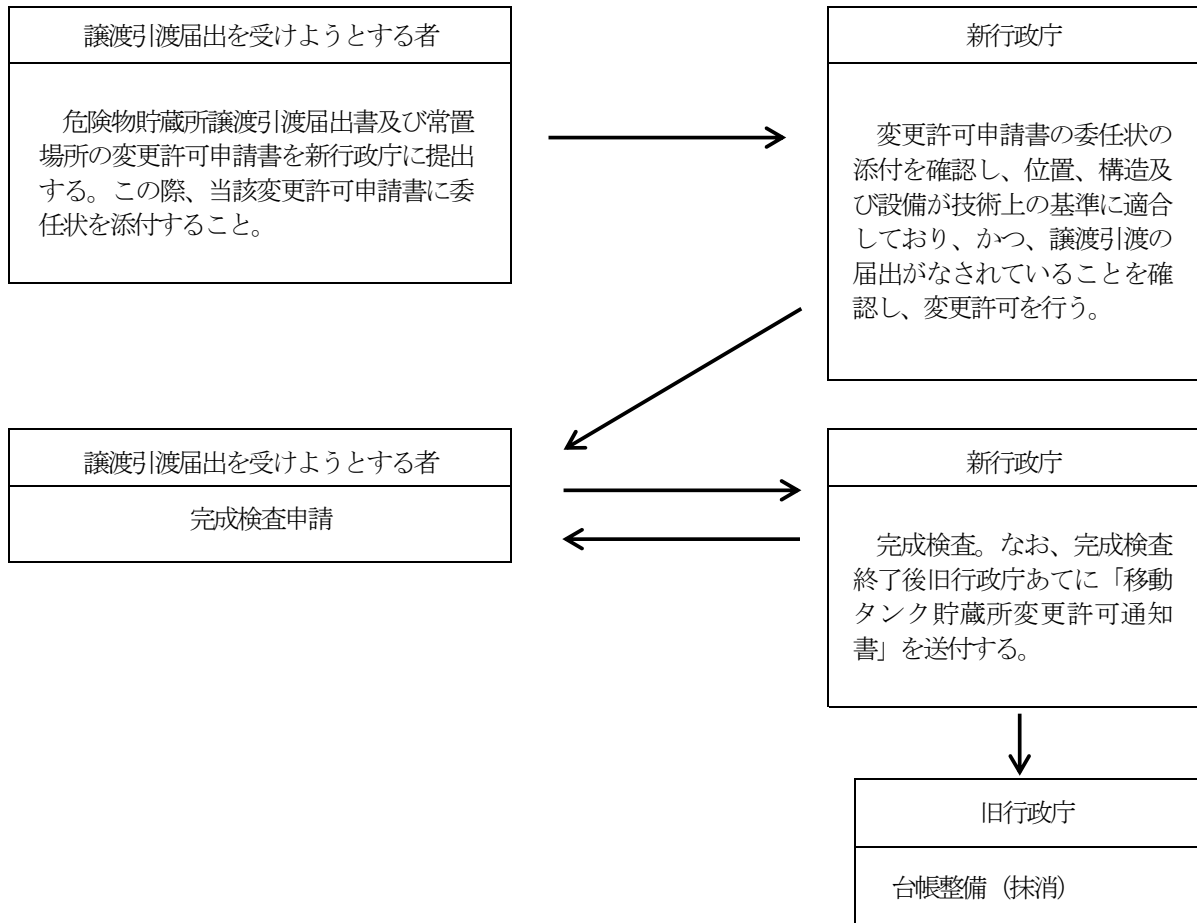 譲渡引渡届出を受けようとする者
危険物貯蔵所譲渡引渡届出書及び常置
場所の変更許可申請書を新行政庁に提出
する。この際、当該変更許可申請書に委
任状を添付すること。
新行政庁
変更許可申請書の委任状の
添付を確認し、位置、構造及
び設備が技術上の基準に適合
しており、かつ、譲渡引渡の
届出がなされていることを確
認し、変更許可を行う。
譲渡引渡届出を受けようとする者
完成検査申請
新行政庁
完成検査。なお、完成検査
終了後旧行政庁あてに「移動
タンク貯蔵所変更許可通知
書」を送付する。
旧行政庁
台帳整備（抹消）